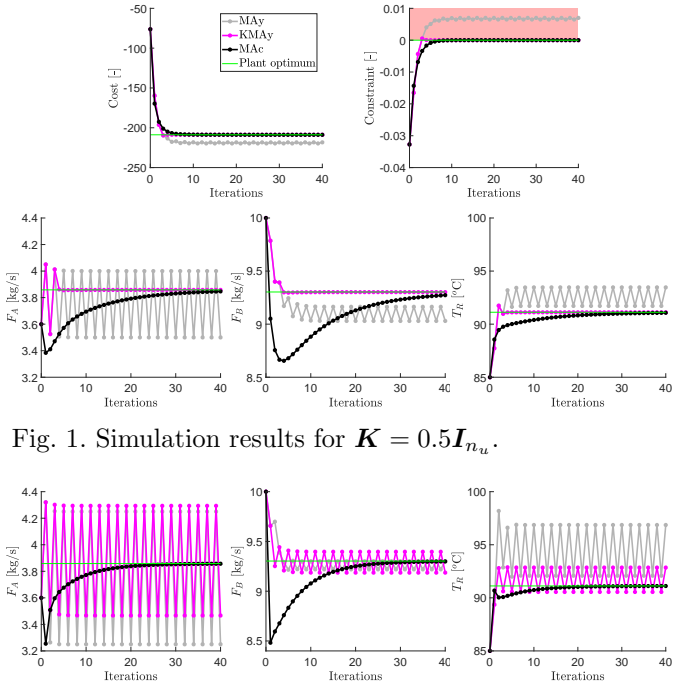 -50
-100
-150
-200
-250
Cost [-]
MAy
KMAy
MAc
Plant optimum
0 10 20 30 40
Iterations
0.01
0
-0.01
-0.02
-0.03
-0.04
Constraint [-]
0 10 20 30 40
Iterations
4.4
4.2
4
3.8
3.6
3.4
3.2
F_A [kg/s]
0 10 20 30 40
Iterations
10
9.5
9
8.5
F_B [kg/s]
0 10 20 30 40
Iterations
100
95
90
85
T_R [°C]
0 10 20 30 40
Iterations
Fig. 1. Simulation results for K = 0.5I_{n_u}.
4.4
4.2
4
3.8
3.6
3.4
3.2
F_A [kg/s]
0 10 20 30 40
Iterations
10
9.5
9
8.5
F_B [kg/s]
0 10 20 30 40
Iterations
100
95
90
85
T_R [°C]
0 10 20 30 40
Iterations